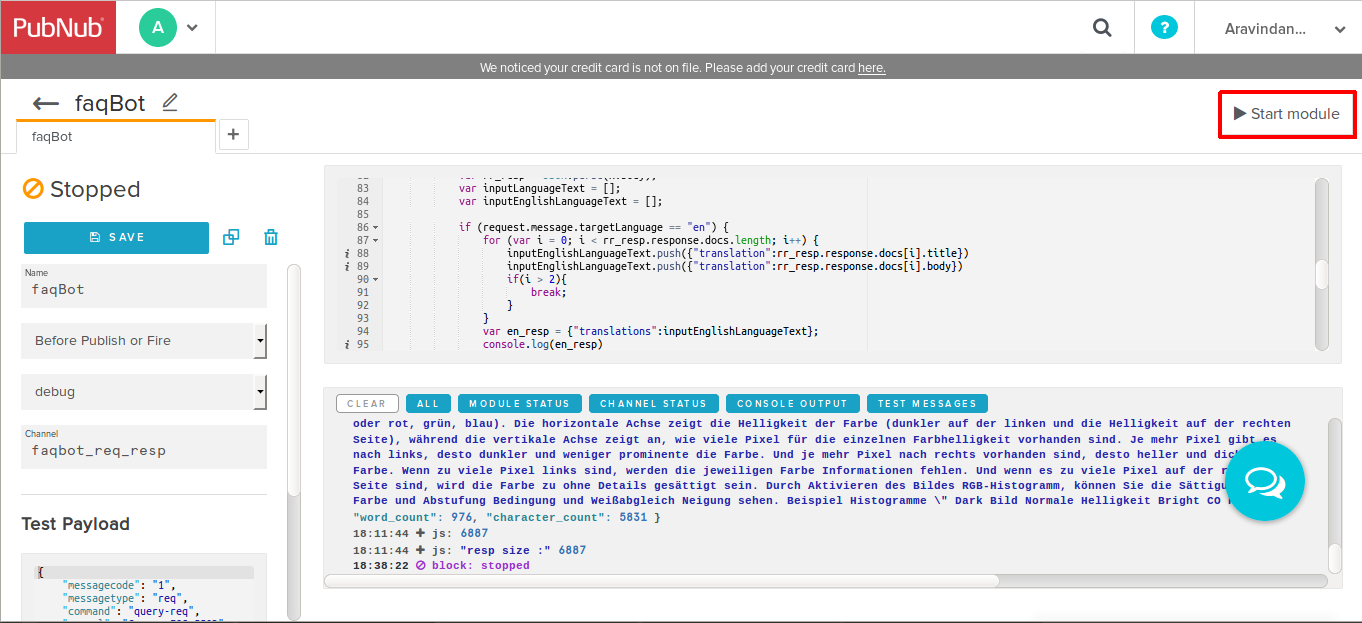 PubNub
A
?
Aravindan...
We noticed your credit card is not on file. Please add your credit card here.
faqBot
Start module
faqBot
+
Stopped
SAVE
Name
faqBot
Before Publish or Fire
debug
Channel
faqbot_req_resp
Test Payload
{
"messagecode": "1",
"messagetype": "req",
"command": "query-req",
83 var inputLanguageText = [];
84 var inputEnglishLanguageText = [];
85
86 if (request.message.targetLanguage == "en") {
87 for (var i = 0; i < rr_resp.response.docs.length; i++) {
i 88 inputEnglishLanguageText.push({"translation":rr_resp.response.docs[i].title})
i 89 inputEnglishLanguageText.push({"translation":rr_resp.response.docs[i].body})
90 if(i > 2){
91 break;
92 }
93 }
94 var en_resp = {"translations":inputEnglishLanguageText};
i 95 console.log(en_resp)
CLEAR ALL MODULE STATUS CHANNEL STATUS CONSOLE OUTPUT TEST MESSAGES
oder rot, grün, blau). Die horizontale Achse zeigt die Helligkeit der Farbe (dunkler auf der linken und die Helligkeit auf der rechten
Seite), während die vertikale Achse zeigt an, wie viele Pixel für die einzelnen Farbhelligkeit vorhanden sind. Je mehr Pixel gibt es
nach links, desto dunkler und weniger prominente die Farbe. Und je mehr Pixel nach rechts vorhanden sind, desto heller und
Farbe. Wenn zu viele Pixel links sind, werden die jeweiligen Farbe Informationen fehlen. Und wenn es zu viele Pixel auf der
Seite sind, wird die Farbe zu ohne Details gesättigt sein. Durch Aktivieren des Bildes RGB-Histogramm, können Sie die
Farbe und Abstufung Bedingung und Weißabgleich Neigung sehen. Beispiel Histogramme \" Dark Bild Normale Helligkeit Bright CO
"word_count": 976, "character_count": 5831 }
18:11:44 + js: 6887
18:11:44 + js: "resp size :" 6887
18:38:22 block: stopped